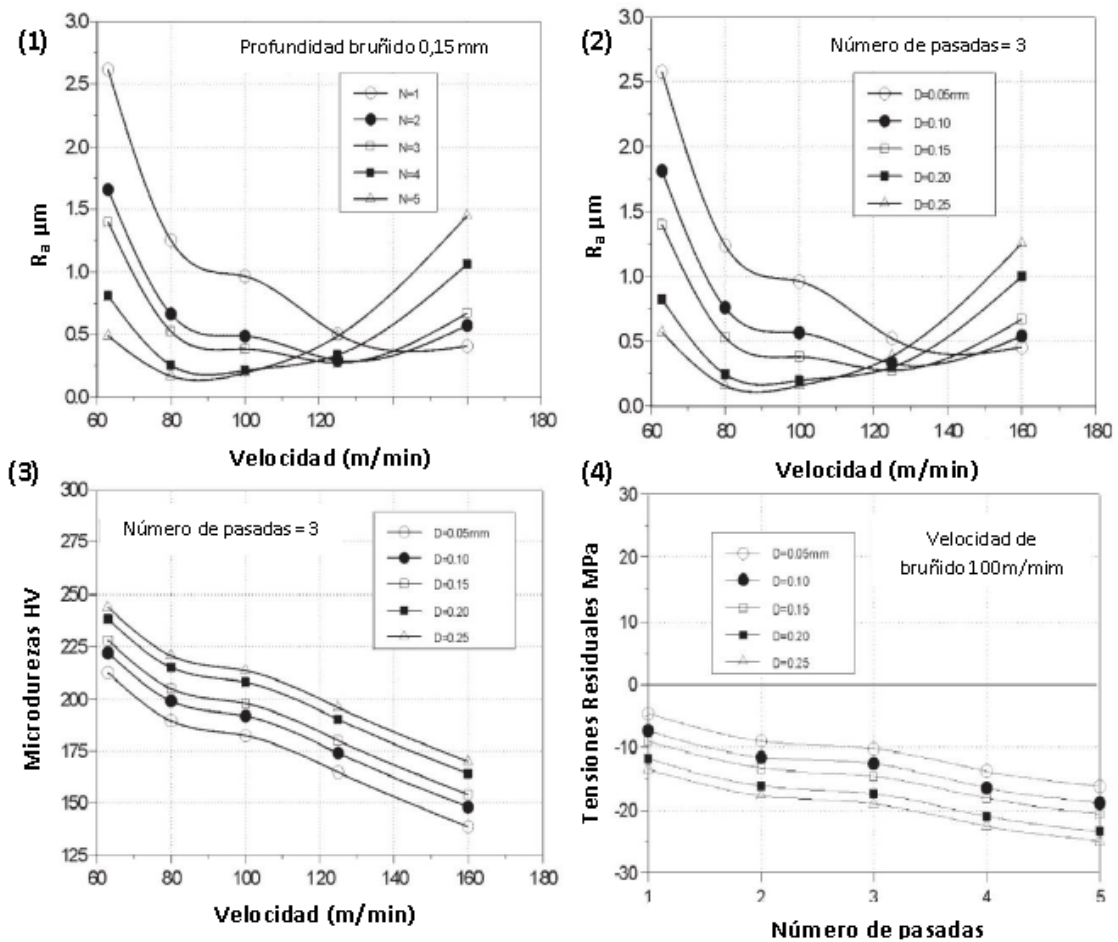 (1)
Profundidad bruñido 0,15 mm
N=1
N=2
N=3
N=4
N=5
3.0
2.5
2.0
1.5
1.0
0.5
0.0
Ra µm
60 80 100 120 140 160 180
Velocidad (m/min)
(2)
Número de pasadas = 3
D=0.05mm
D=0.10
D=0.15
D=0.20
D=0.25
3.0
2.5
2.0
1.5
1.0
0.5
0.0
Ra µm
60 80 100 120 140 160 180
Velocidad (m/min)
(3)
Número de pasadas = 3
D=0.05mm
D=0.10
D=0.15
D=0.20
D=0.25
300
275
250
225
200
175
150
125
Microdurezas HV
60 80 100 120 140 160 180
Velocidad (m/min)
(4)
Velocidad de
bruñido 100m/mim
D=0.05mm
D=0.10
D=0.15
D=0.20
D=0.25
30
20
10
0
-10
-20
-30
Tensiones Residuales MPa
1 2 3 4 5
Número de pasadas